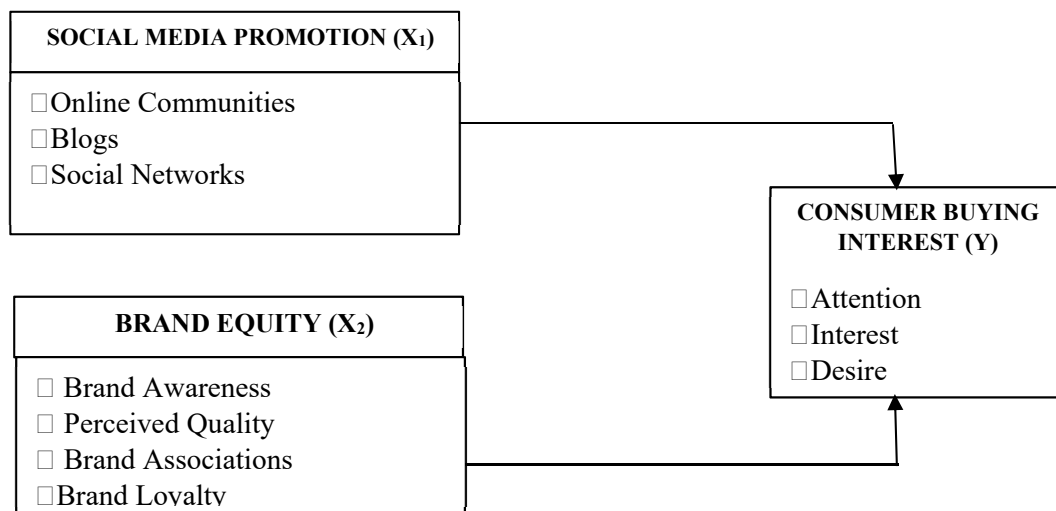 SOCIAL MEDIA PROMOTION (X₁)
□Online Communities
□Blogs
□Social Networks
CONSUMER BUYING
INTEREST (Y)
□Attention
□Interest
□Desire
BRAND EQUITY (X₂)
□ Brand Awareness
□ Perceived Quality
□ Brand Associations
□Brand Loyalty